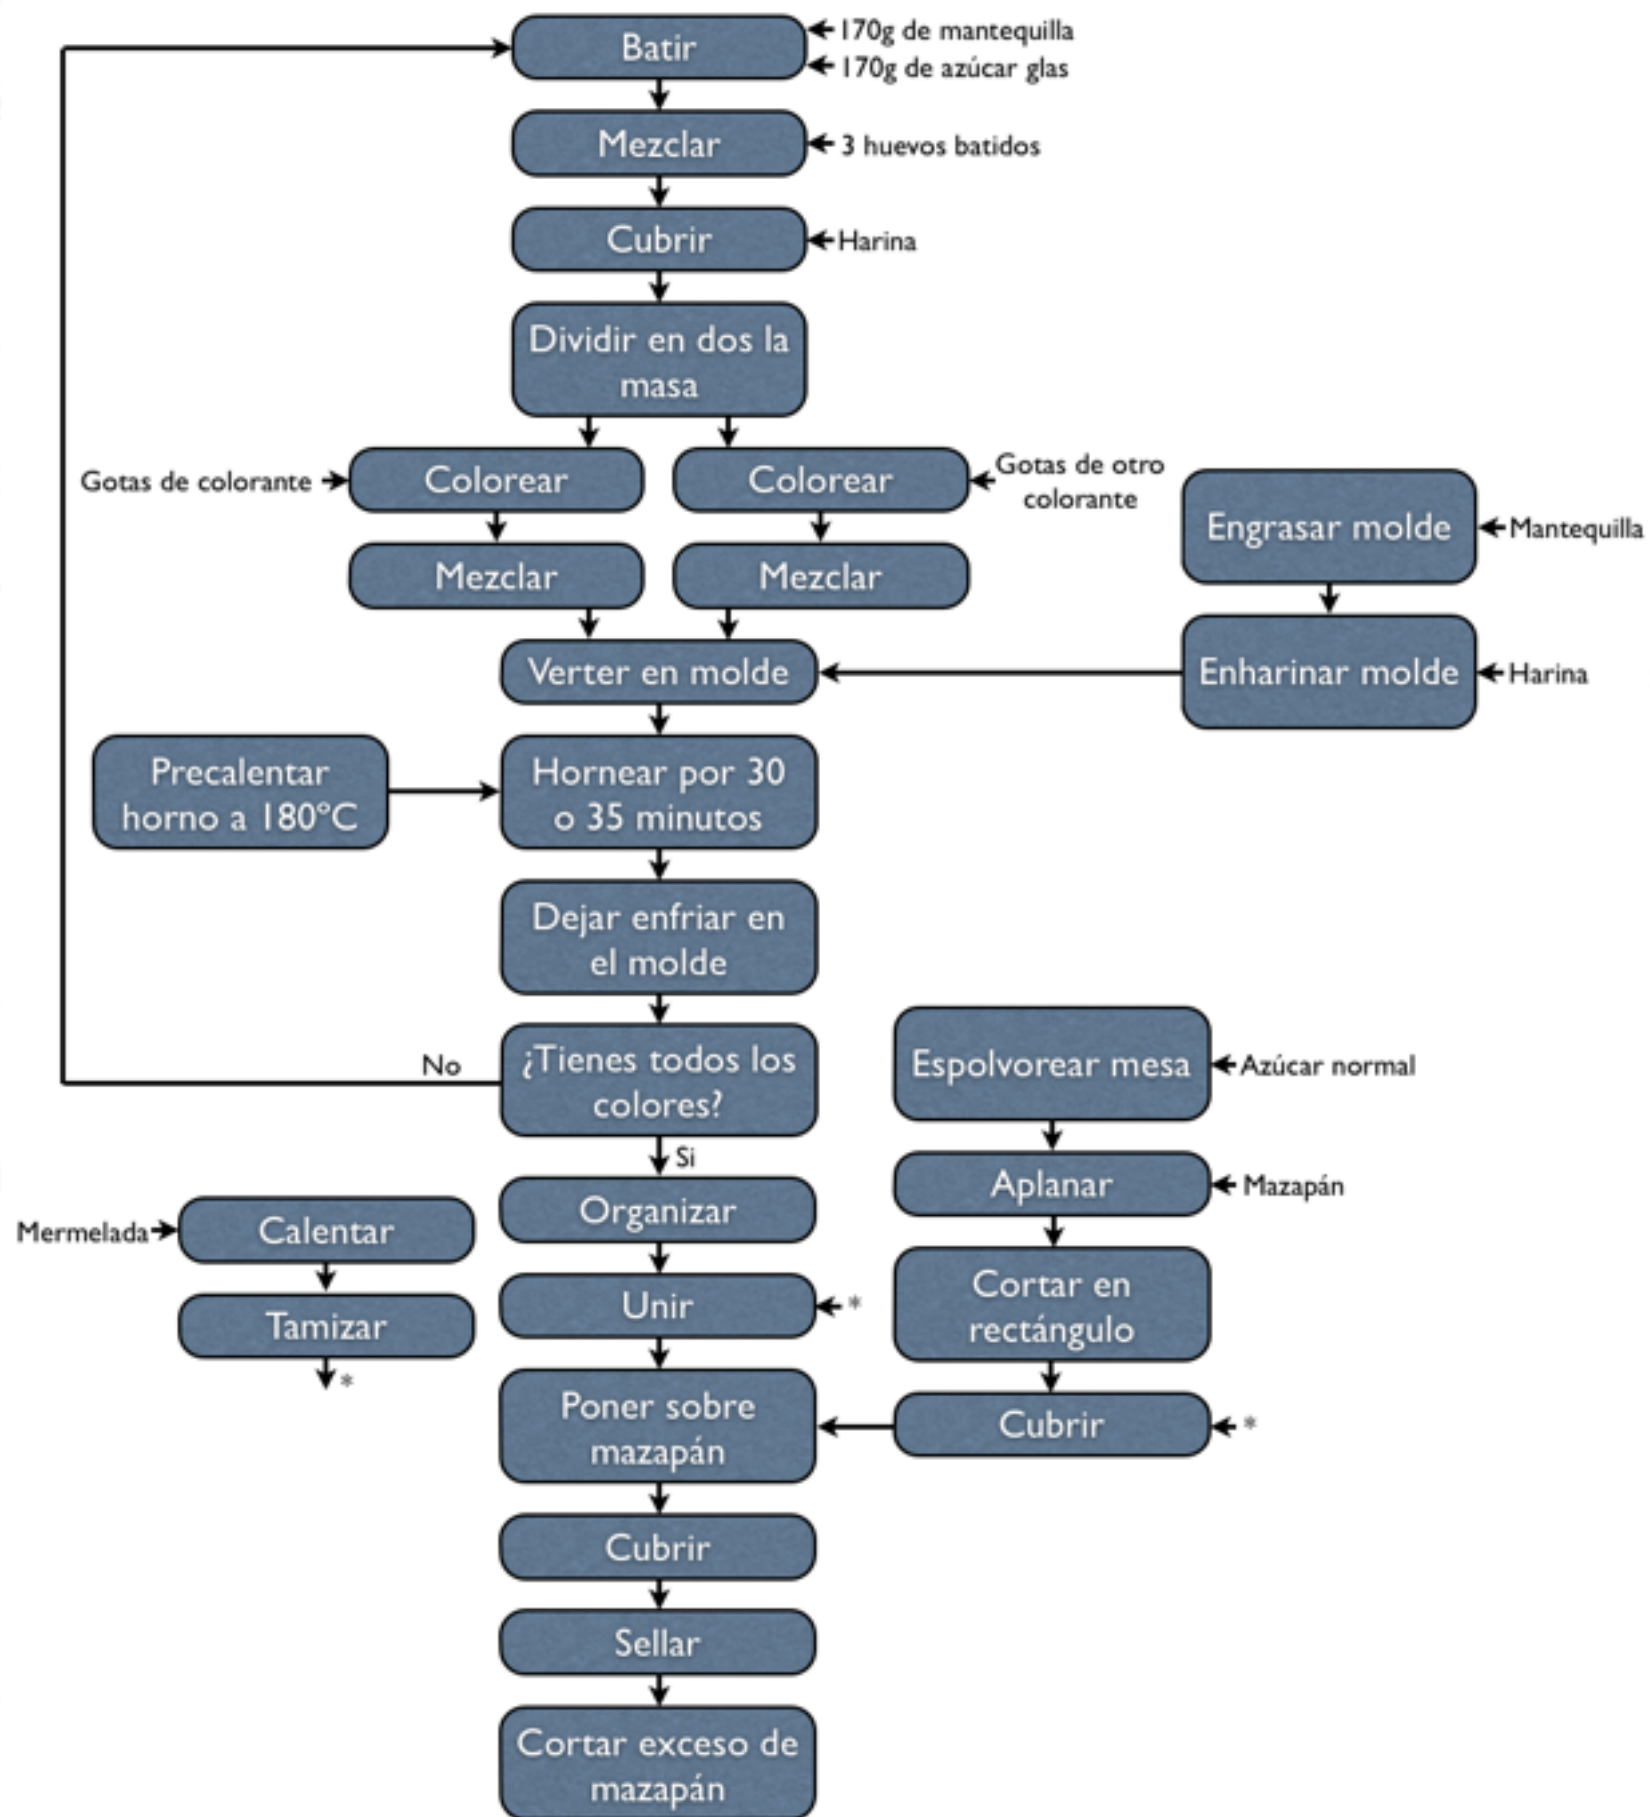 Batir
170g de mantequilla
170g de azúcar glas
Mezclar
3 huevos batidos
Cubrir
Harina
Dividir en dos la
masa
Gotas de colorante
Colorear
Colorear
Gotas de otro
colorante
Mezclar
Mezclar
Engrasar molde
Mantequilla
Enharinar molde
Harina
Verter en molde
Precalentar
horno a 180ºC
Hornear por 30
o 35 minutos
Dejar enfriar en
el molde
¿Tienes todos los
colores?
No
Si
Espolvorear mesa
Azúcar normal
Aplanar
Mazapán
Cortar en
rectángulo
Cubrir
*
Mermelada
Calentar
Tamizar
*
Organizar
Unir
*
Poner sobre
mazapán
Cubrir
Sellar
Cortar exceso de
mazapán